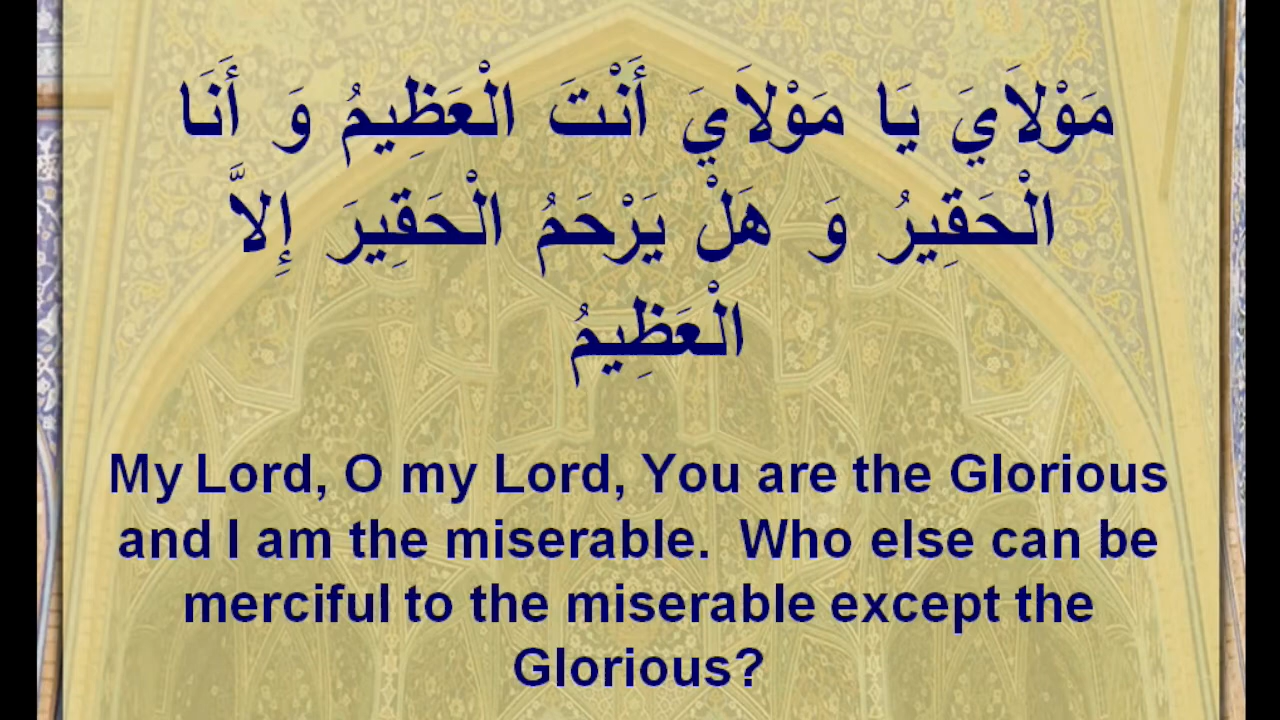 مَوْلاَيَ يَا مَوْلاَيَ أَنْتَ الْعَظِيمُ وَ أَنَا
الْحَقِيرُ وَ هَلْ يَرْحَمُ الْحَقِيرَ إِلاَّ
الْعَظِيمُ
My Lord, O my Lord, You are the Glorious
and I am the miserable.  Who else can be
merciful to the miserable except the
Glorious?